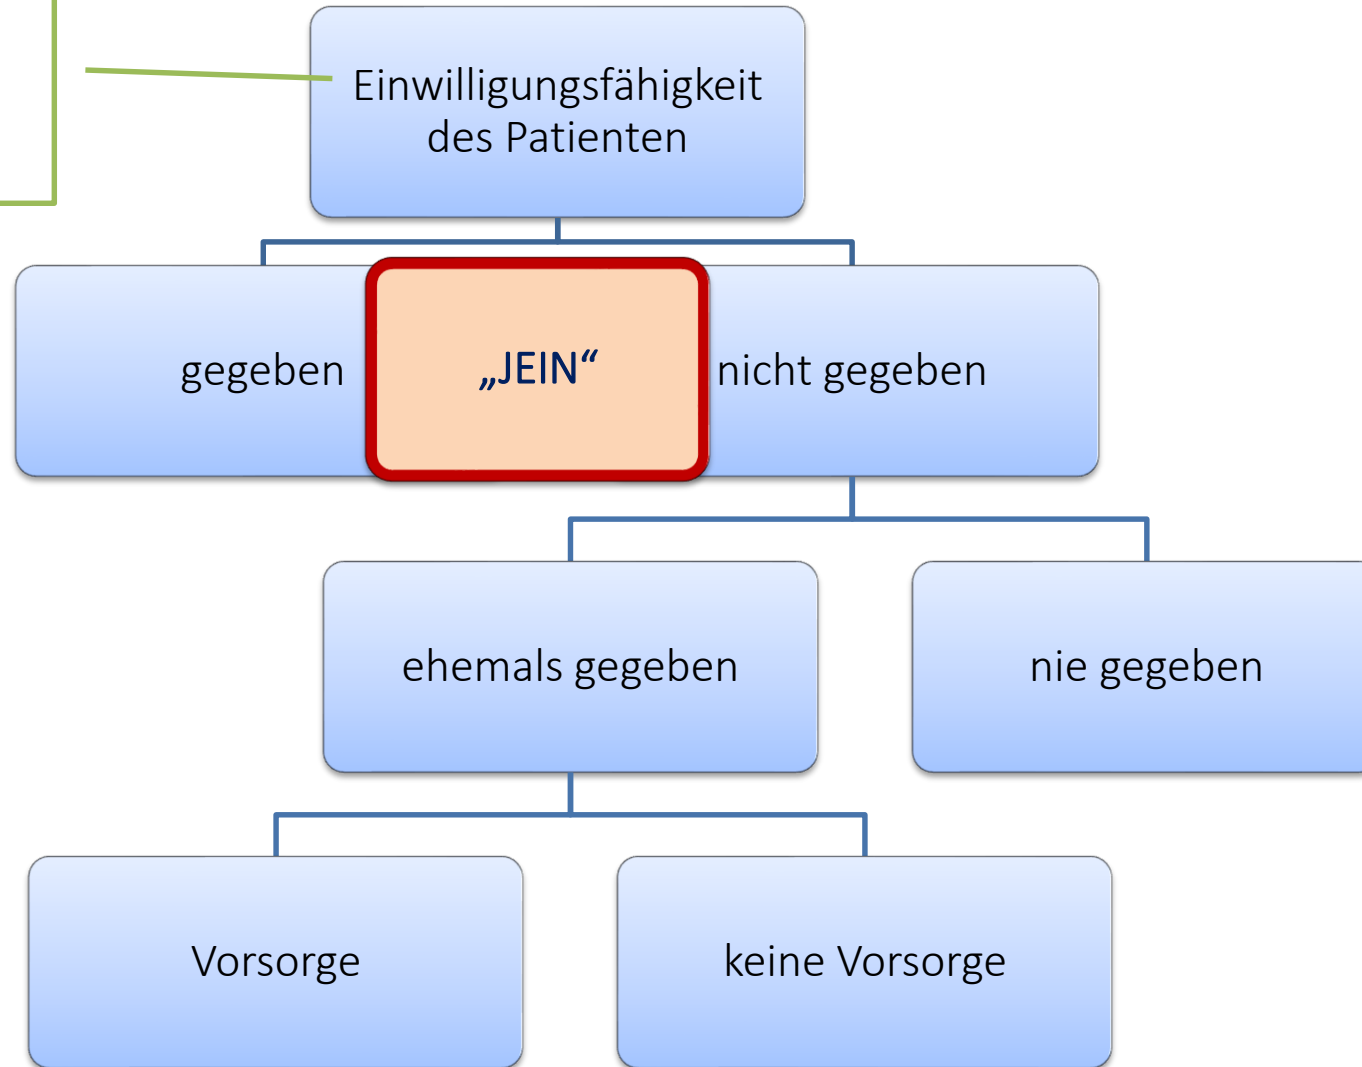 Einwilligungsfähigkeit
des Patienten
gegeben
„JEIN“
nicht gegeben
ehemals gegeben
nie gegeben
Vorsorge
keine Vorsorge